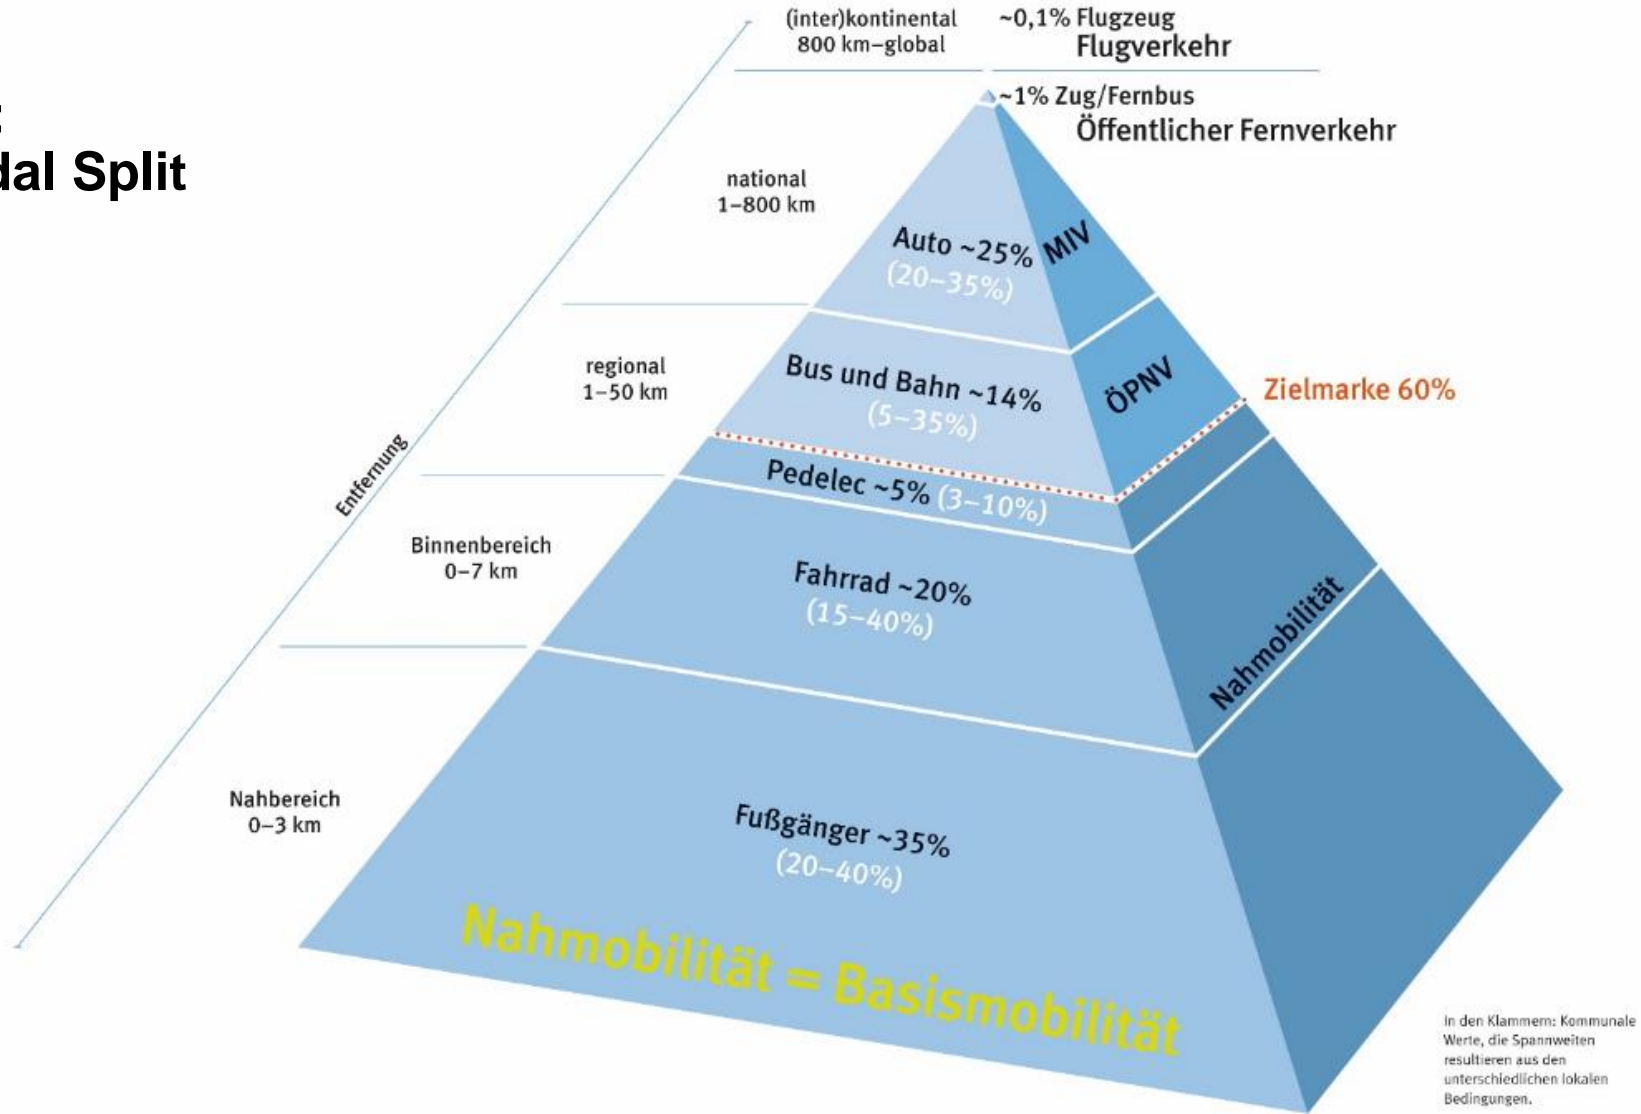 Split
(inter)kontinental
800 km–global
~0,1% Flugzeug
Flugverkehr
~1% Zug/Fernbus
Öffentlicher Fernverkehr
national
1–800 km
Auto ~25%
(20–35%)
MIV
regional
1–50 km
Bus und Bahn ~14%
(5–35%)
ÖPNV
Zielmarke 60%
Entfernung
Pedelec ~5% (3–10%)
Binnenbereich
0–7 km
Fahrrad ~20%
(15–40%)
Nahmobilität
Nahbereich
0–3 km
Fußgänger ~35%
(20–40%)
Nahmobilität = Basismobilität
In den Klammern: Kommunale
Werte, die Spannweiten
resultieren aus den
unterschiedlichen lokalen
Bedingungen.